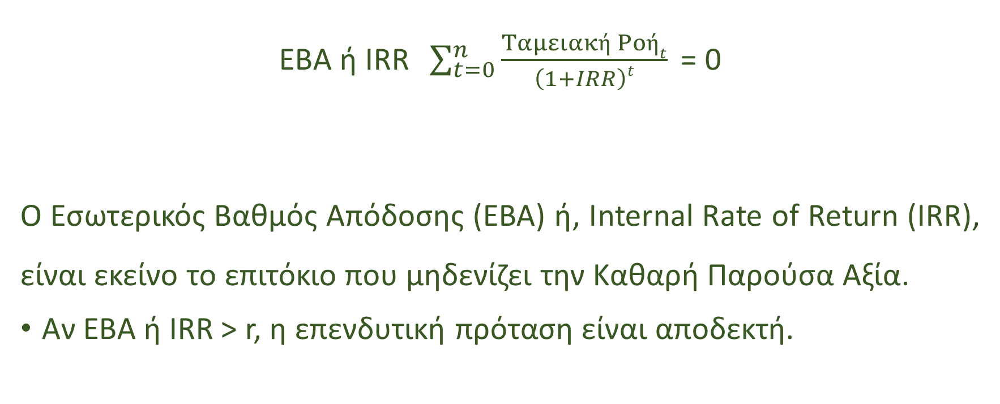 ΕΒΑ ή IRR $\sum_{t=0}^{n} \frac{\text{Ταμειακή Ροή}_t}{(1+IRR)^t}$ = 0
Ο Εσωτερικός Βαθμός Απόδοσης (ΕΒΑ) ή, Internal Rate of Return (IRR),
είναι εκείνο το επιτόκιο που μηδενίζει την Καθαρή Παρούσα Αξία.
• Αν ΕΒΑ ή IRR > r, η επενδυτική πρόταση είναι αποδεκτή.